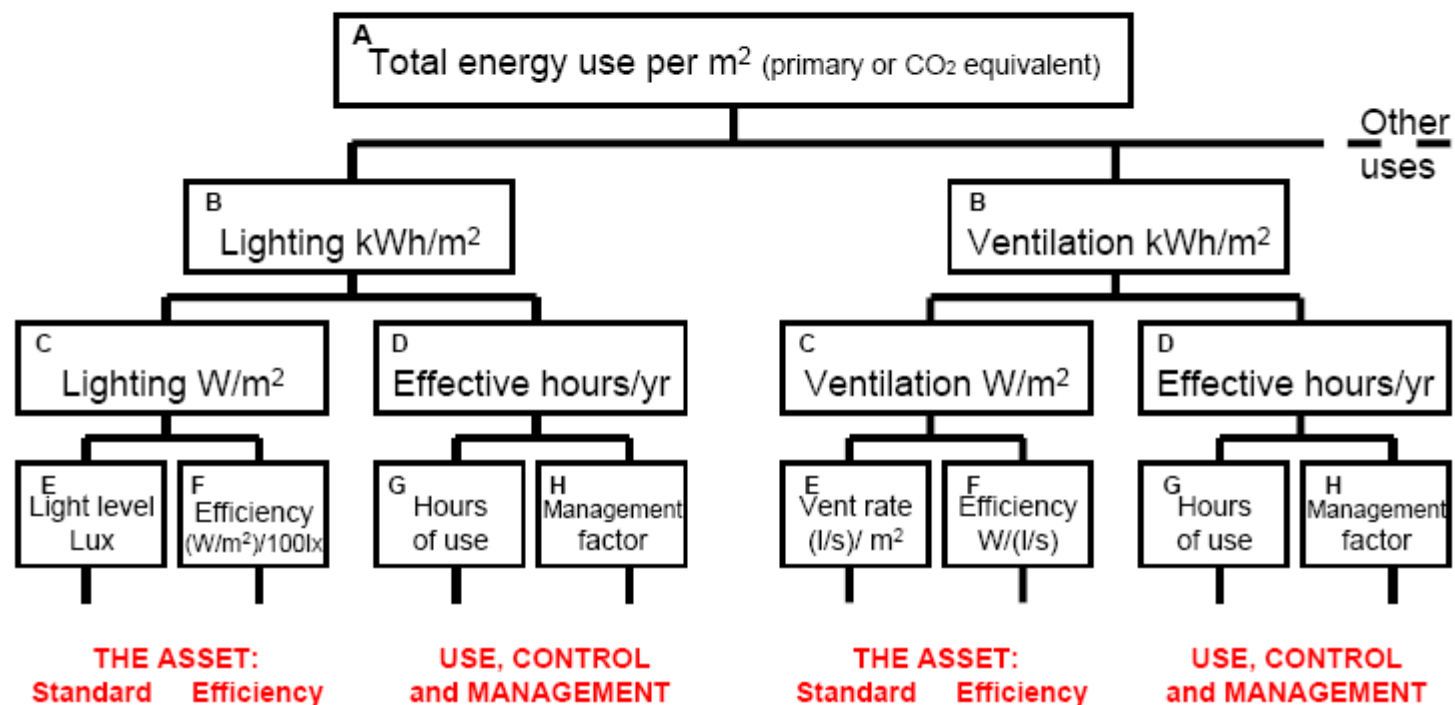 A
Total energy use per m² (primary or CO₂ equivalent)
Other
uses
B
Lighting kWh/m²
B
Ventilation kWh/m²
C
Lighting W/m²
D
Effective hours/yr
C
Ventilation W/m²
D
Effective hours/yr
E
Light level
Lux
F
Efficiency
(W/m²)/100lx
G
Hours
of use
H
Management
factor
E
Vent rate
(l/s)/ m²
F
Efficiency
W/(l/s)
G
Hours
of use
H
Management
factor
THE ASSET:
Standard Efficiency
USE, CONTROL
and MANAGEMENT
THE ASSET:
Standard Efficiency
USE, CONTROL
and MANAGEMENT